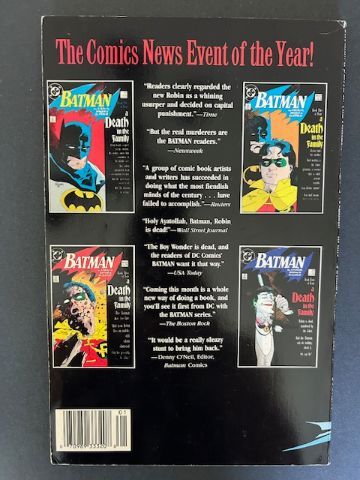 The Comics News Event of the Year!
BATMAN
a Death
in the
Family
"Readers clearly regarded the
new Robin as a whining
usurper and decided on capital
punishment."—Time
"But the real murderers are
the BATMAN readers."
—Newsweek
"A group of comic book artists
and writers has succeeded in
doing what the most fiendish
minds of the century . . . have
failed to accomplish."—Reuters
"Holy Ayatollah, Batman, Robin
is dead!"—Wall Street Journal
"The Boy Wonder is dead, and
the readers of DC Comics'
BATMAN want it that way."
—USA Today
"Coming this month is a whole
new way of doing a book, and
you'll see it first from DC with
the BATMAN series."
—The Boston Rock
"It would be a really sleazy
stunt to bring him back."
—Denny O'Neil, Editor,
Batman Comics
BATMAN
a
Death
in the
Family
BATMAN
a
Death
in the
Family
BATMAN
a
Death
in the
Family